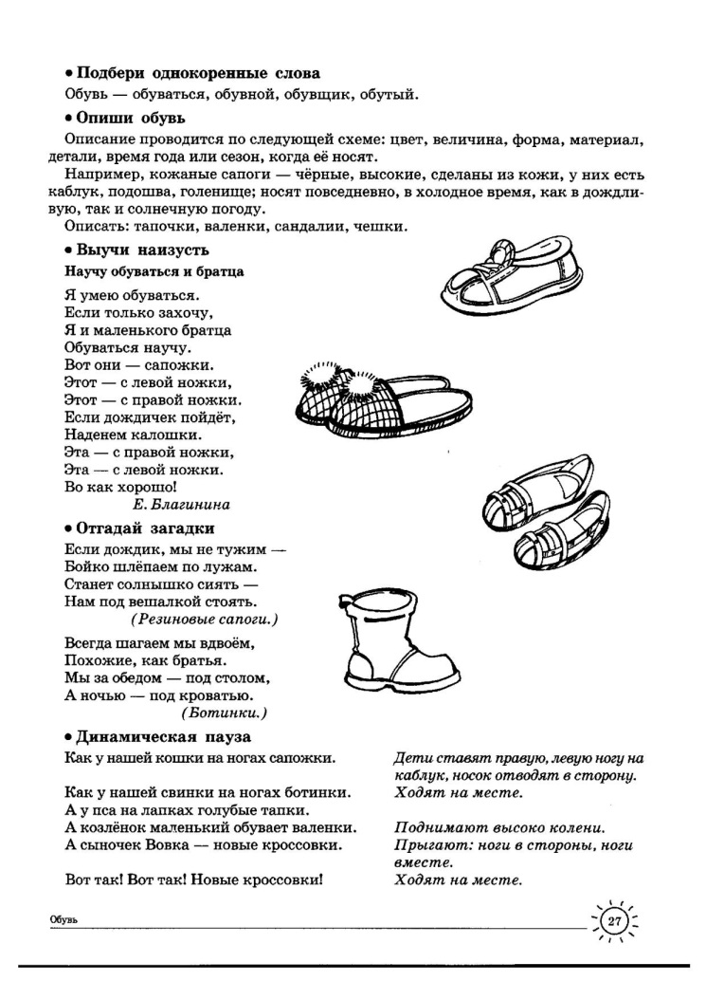 • Подбери однокоренные слова
Обувь — обуваться, обувной, обувщик, обутый.
• Опиши обувь
Описание проводится по следующей схеме: цвет, величина, форма, материал,
детали, время года или сезон, когда её носят.
Например, кожаные сапоги — чёрные, высокие, сделаны из кожи, у них есть
каблук, подошва, голенище; носят повседневно, в холодное время, как в дождли-
вую, так и солнечную погоду.
Описать: тапочки, валенки, сандалии, чешки.
• Выучи наизусть
Научу обуваться и братца
Я умею обуваться.
Если только захочу,
Я и маленького братца
Обуваться научу.
Вот они — сапожки.
Этот — с левой ножки,
Этот — с правой ножки.
Если дождичек пойдёт,
Наденем калошки.
Эта — с правой ножки,
Эта — с левой ножки.
Во как хорошо!
Е. Благинина
• Отгадай загадки
Если дождик, мы не тужим —
Бойко шлёпаем по лужам.
Станет солнышко сиять —
Нам под вешалкой стоять.
(Резиновые сапоги.)
Всегда шагаем мы вдвоём,
Похожие, как братья.
Мы за обедом — под столом,
А ночью — под кроватью.
(Ботинки.)
• Динамическая пауза
Как у нашей кошки на ногах сапожки. Дети ставят правую, левую ногу на
каблук, носок отводят в сторону.
Как у нашей свинки на ногах ботинки. Ходят на месте.
А у пса на лапках голубые тапки.
А козлёнок маленький обувает валенки. Поднимают высоко колени.
А сыночек Вовка — новые кроссовки. Прыгают: ноги в стороны, ноги
вместе.
Вот так! Вот так! Новые кроссовки! Ходят на месте.
Обувь 27